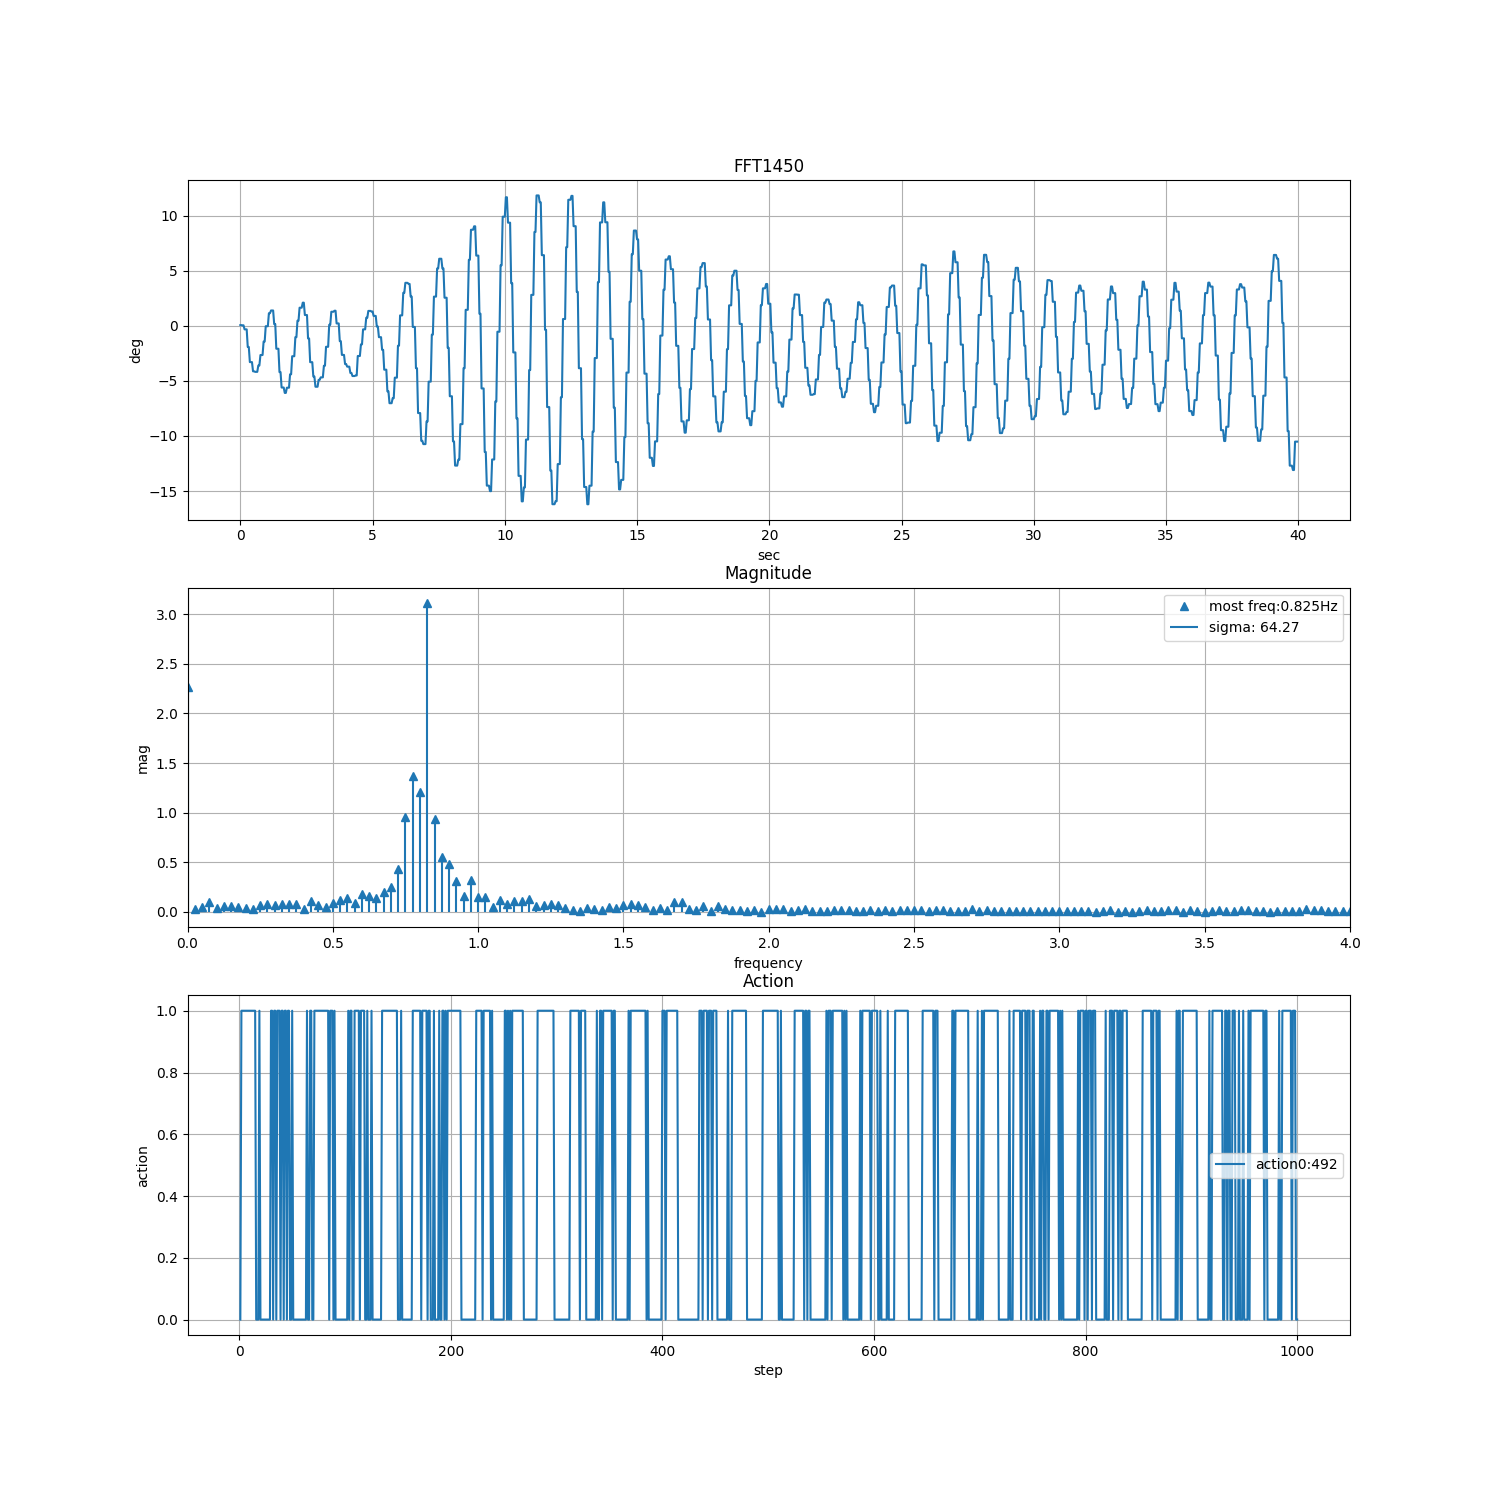 FFT1450
10
5
0
−5
−10
−15
deg
0 5 10 15 20 25 30 35 40
sec
Magnitude
3.0
2.5
2.0
1.5
1.0
0.5
0.0
mag
most freq:0.825Hz
sigma: 64.27
0.0 0.5 1.0 1.5 2.0 2.5 3.0 3.5 4.0
frequency
Action
1.0
0.8
0.6
0.4
0.2
0.0
action
action0:492
0 200 400 600 800 1000
step